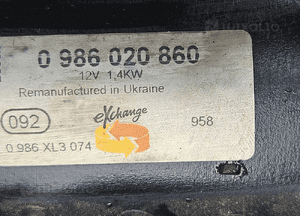 0 986 020 860
12V 1,4KW
Remanufactured in Ukraine
092
eXchange
958
0 986 XL3 074